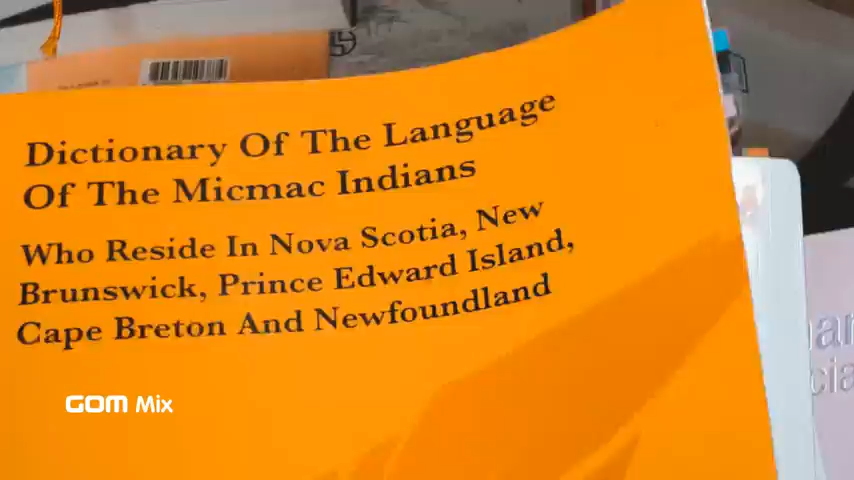 Dictionary Of The Language
Of The Micmac Indians
Who Reside In Nova Scotia, New
Brunswick, Prince Edward Island,
Cape Breton And Newfoundland
GOM Mix